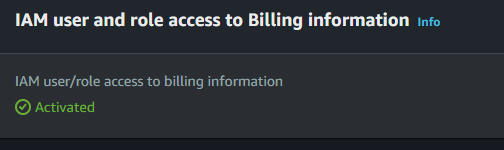 IAM user and role access to Billing information Info
IAM user/role access to billing information
Activated